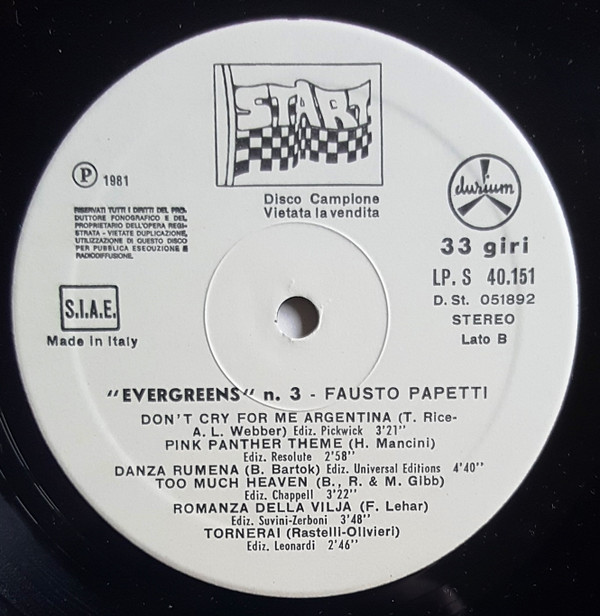 START
Disco Campione
Vietata la vendita
P 1981
RISERVATI TUTTI I DIRITTI DEL PRO-
DUTTORE FONOGRAFICO E DEL
PROPRIETARIO DELL'OPERA REGI-
STRATA - VIETATE DUPLICAZIONE,
UTILIZZAZIONE DI QUESTO DISCO
PER PUBBLICA ESECUZIONE E
RADIODIFFUSIONE.
durium
33 giri
LP. S 40.151
D. St. 051892
STEREO
Lato B
S.I.A.E.
Made in Italy
"EVERGREENS" n. 3 - FAUSTO PAPETTI
DON'T CRY FOR ME ARGENTINA (T. Rice-
A. L. Webber) Ediz. Pickwick 3'21"
PINK PANTHER THEME (H. Mancini)
Ediz. Resolute 2'58"
DANZA RUMENA (B. Bartok) Ediz. Universal Editions 4'40"
TOO MUCH HEAVEN (B., R. & M. Gibb)
Ediz. Chappell 3'22"
ROMANZA DELLA VILJA (F. Lehar)
Ediz. Suvini-Zerboni 3'48"
TORNERAI (Rastelli-Olivieri)
Ediz. Leonardi 2'46"